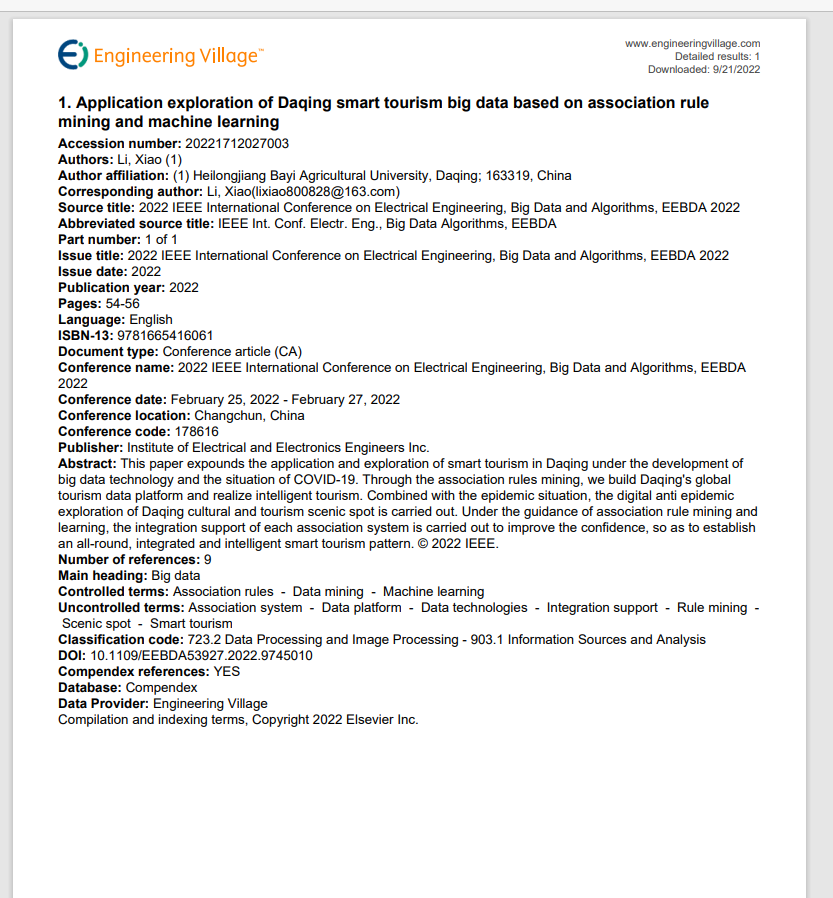 Engineering Village™
www.engineeringvillage.com
Detailed results: 1
Downloaded: 9/21/2022
1. Application exploration of Daqing smart tourism big data based on association rule
mining and machine learning
Accession number: 20221712027003
Authors: Li, Xiao (1)
Author affiliation: (1) Heilongjiang Bayi Agricultural University, Daqing; 163319, China
Corresponding author: Li, Xiao(lixiao800828@163.com)
Source title: 2022 IEEE International Conference on Electrical Engineering, Big Data and Algorithms, EEBDA 2022
Abbreviated source title: IEEE Int. Conf. Electr. Eng., Big Data Algorithms, EEBDA
Part number: 1 of 1
Issue title: 2022 IEEE International Conference on Electrical Engineering, Big Data and Algorithms, EEBDA 2022
Issue date: 2022
Publication year: 2022
Pages: 54-56
Language: English
ISBN-13: 9781665416061
Document type: Conference article (CA)
Conference name: 2022 IEEE International Conference on Electrical Engineering, Big Data and Algorithms, EEBDA
2022
Conference date: February 25, 2022 - February 27, 2022
Conference location: Changchun, China
Conference code: 178616
Publisher: Institute of Electrical and Electronics Engineers Inc.
Abstract: This paper expounds the application and exploration of smart tourism in Daqing under the development of
big data technology and the situation of COVID-19. Through the association rules mining, we build Daqing's global
tourism data platform and realize intelligent tourism. Combined with the epidemic situation, the digital anti epidemic
exploration of Daqing cultural and tourism scenic spot is carried out. Under the guidance of association rule mining and
learning, the integration support of each association system is carried out to improve the confidence, so as to establish
an all-round, integrated and intelligent smart tourism pattern. © 2022 IEEE.
Number of references: 9
Main heading: Big data
Controlled terms: Association rules - Data mining - Machine learning
Uncontrolled terms: Association system - Data platform - Data technologies - Integration support - Rule mining -
Scenic spot - Smart tourism
Classification code: 723.2 Data Processing and Image Processing - 903.1 Information Sources and Analysis
DOI: 10.1109/EEBDA53927.2022.9745010
Compendex references: YES
Database: Compendex
Data Provider: Engineering Village
Compilation and indexing terms, Copyright 2022 Elsevier Inc.